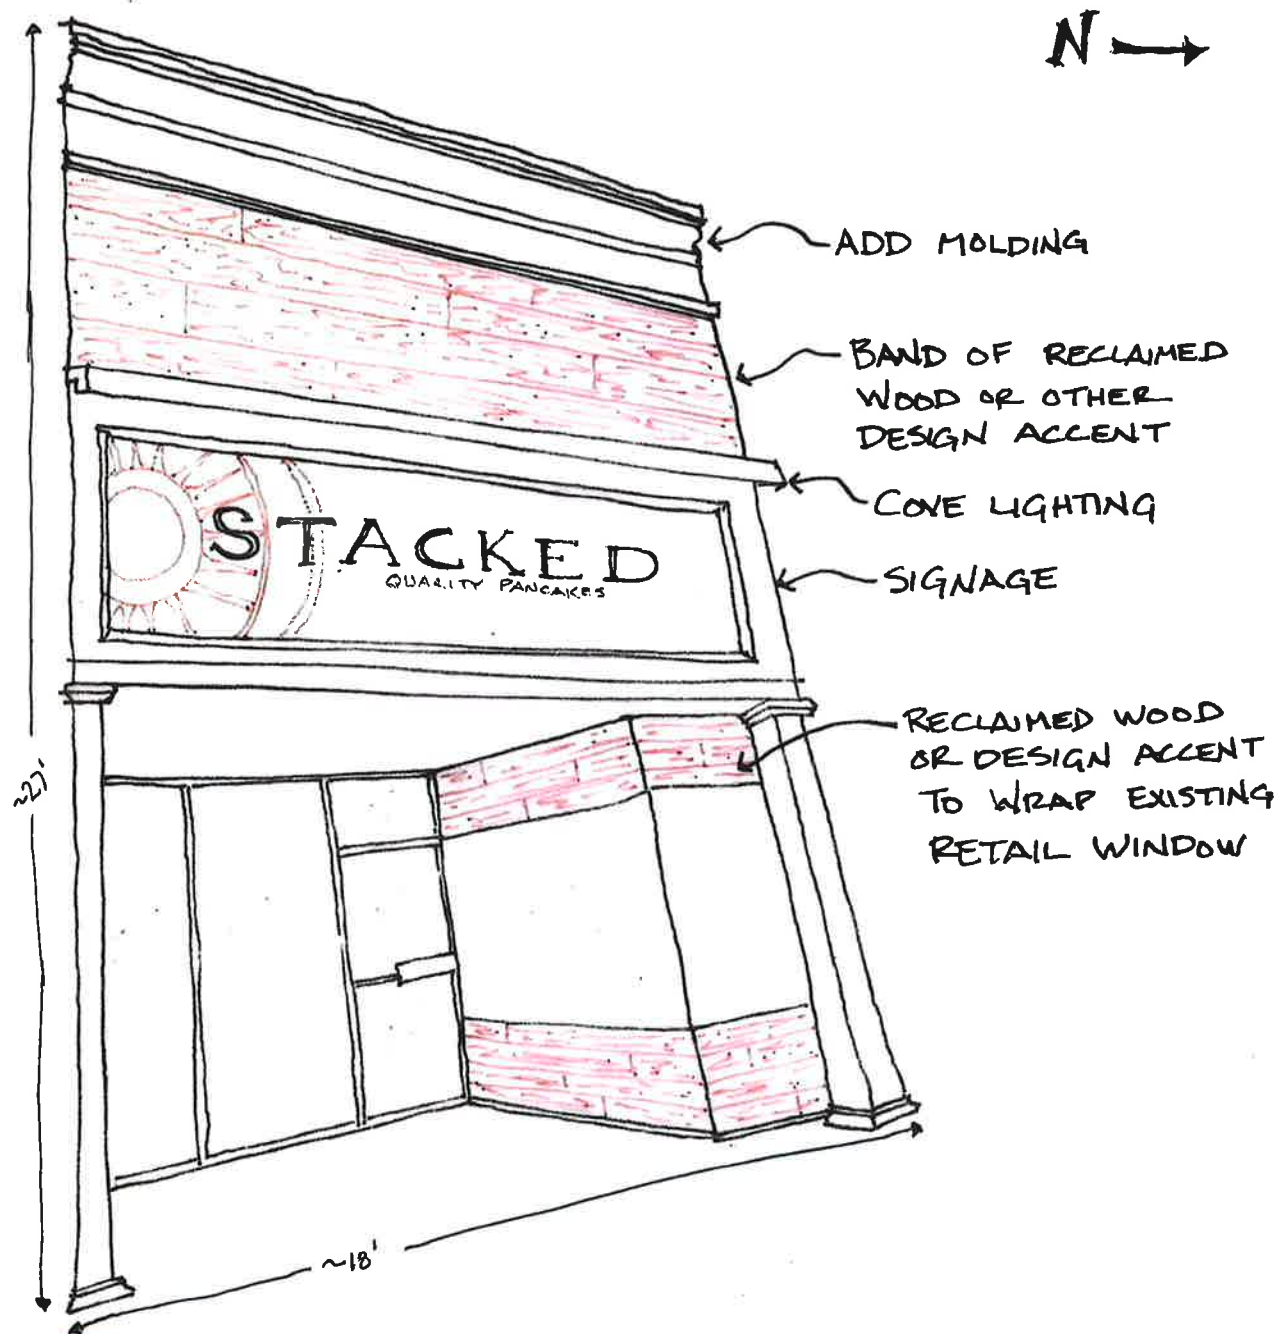 N
ADD MOLDING
BAND OF RECLAIMED
WOOD OR OTHER
DESIGN ACCENT
COVE LIGHTING
STACKED
QUALITY PANCAKES
SIGNAGE
RECLAIMED WOOD
OR DESIGN ACCENT
TO WRAP EXISTING
RETAIL WINDOW
~27'
~18'